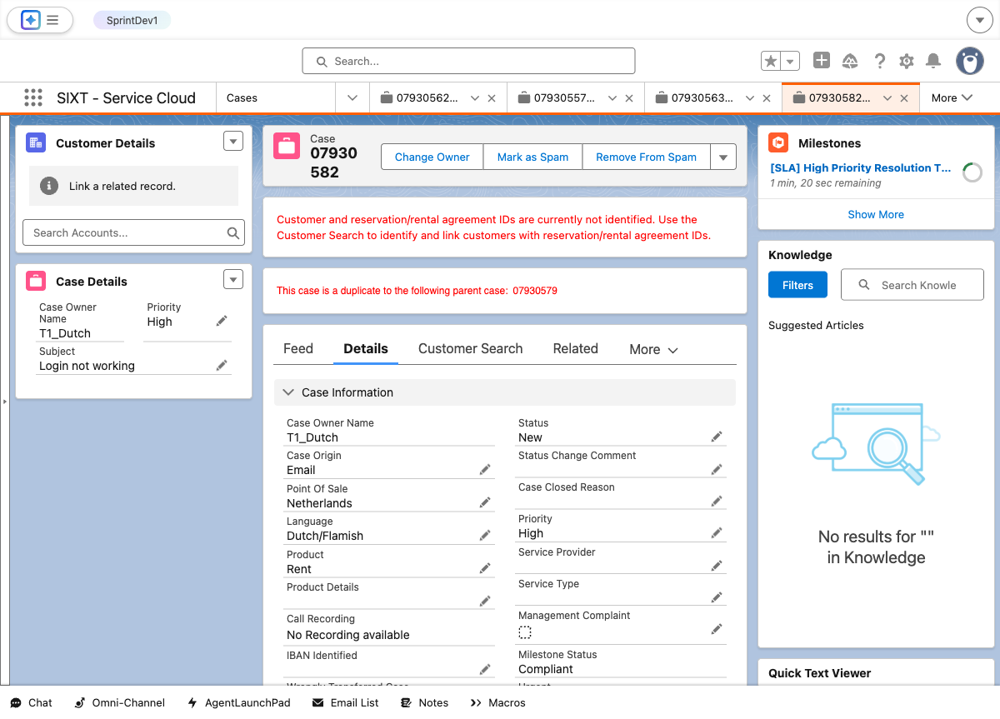 SprintDev1
Search...
SIXT - Service Cloud
Cases
07930562...
07930557...
07930563...
07930582...
More
Customer Details
Link a related record.
Search Accounts...
Case Details
Case Owner
Name
T1_Dutch
Priority
High
Subject
Login not working
Case
07930
582
Change Owner
Mark as Spam
Remove From Spam
Customer and reservation/rental agreement IDs are currently not identified. Use the
Customer Search to identify and link customers with reservation/rental agreement IDs.
This case is a duplicate to the following parent case: 07930579
Feed
Details
Customer Search
Related
More
Case Information
Case Owner Name
T1_Dutch
Case Origin
Email
Point Of Sale
Netherlands
Language
Dutch/Flamish
Product
Rent
Product Details
Call Recording
No Recording available
IBAN Identified
Status
New
Status Change Comment
Case Closed Reason
Priority
High
Service Provider
Service Type
Management Complaint
Milestone Status
Compliant
Milestones
[SLA] High Priority Resolution T...
1 min, 20 sec remaining
Show More
Knowledge
Filters
Search Knowle
Suggested Articles
No results for ""
in Knowledge
Quick Text Viewer
Chat
Omni-Channel
AgentLaunchPad
Email List
Notes
Macros